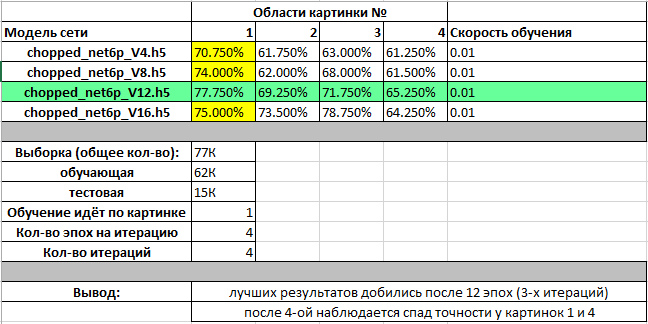 Области картинки №
Модель сети 1 2 3 4 Скорость обучения
chopped_net6p_V4.h5 70.750% 61.750% 63.000% 61.250% 0.01
chopped_net6p_V8.h5 74.000% 62.000% 68.000% 61.500% 0.01
chopped_net6p_V12.h5 77.750% 69.250% 71.750% 65.250% 0.01
chopped_net6p_V16.h5 75.000% 73.500% 78.750% 64.250% 0.01
Выборка (общее кол-во): 77К
обучающая 62К
тестовая 15К
Обучение идёт по картинке 1
Кол-во эпох на итерацию 4
Кол-во итераций 4
Вывод: лучших результатов добились после 12 эпох (3-х итераций)
после 4-ой наблюдается спад точности у картинок 1 и 4